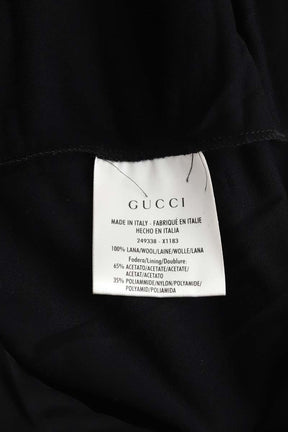 GUCCI
MADE IN ITALY - FABRIQUÉ EN ITALIE
HECHO EN ITALIA
249338 - X1183
100% LANA/WOOL/LAINE/WOLLE/LANA
Fodera/Lining/Doublure:
65% ACETATO/ACETATE/ACETATE/
ACETAT/ACETATO
35% POLIAMMIDE/NYLON/POLYAMIDE/
POLYAMID/POLIAMIDA